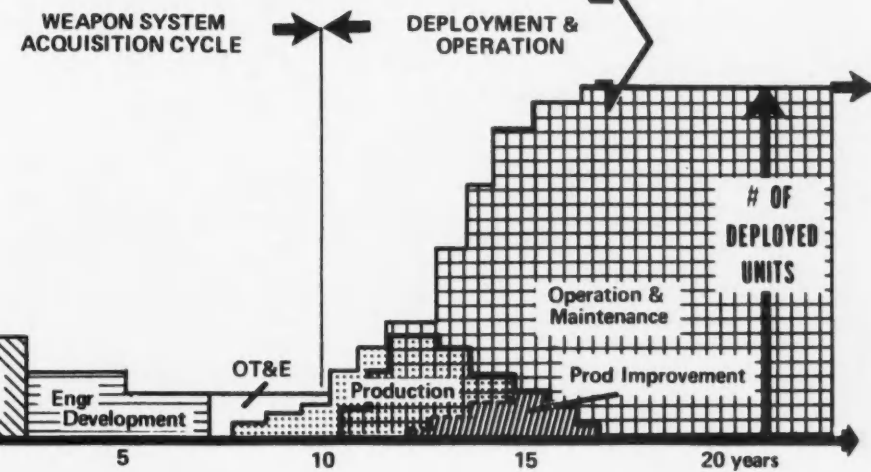 WEAPON SYSTEM
ACQUISITION CYCLE
DEPLOYMENT &
OPERATION
# OF
DEPLOYED
UNITS
Operation &
Maintenance
OT&E
Production
Prod Improvement
Engr
Development
5
10
15
20 years